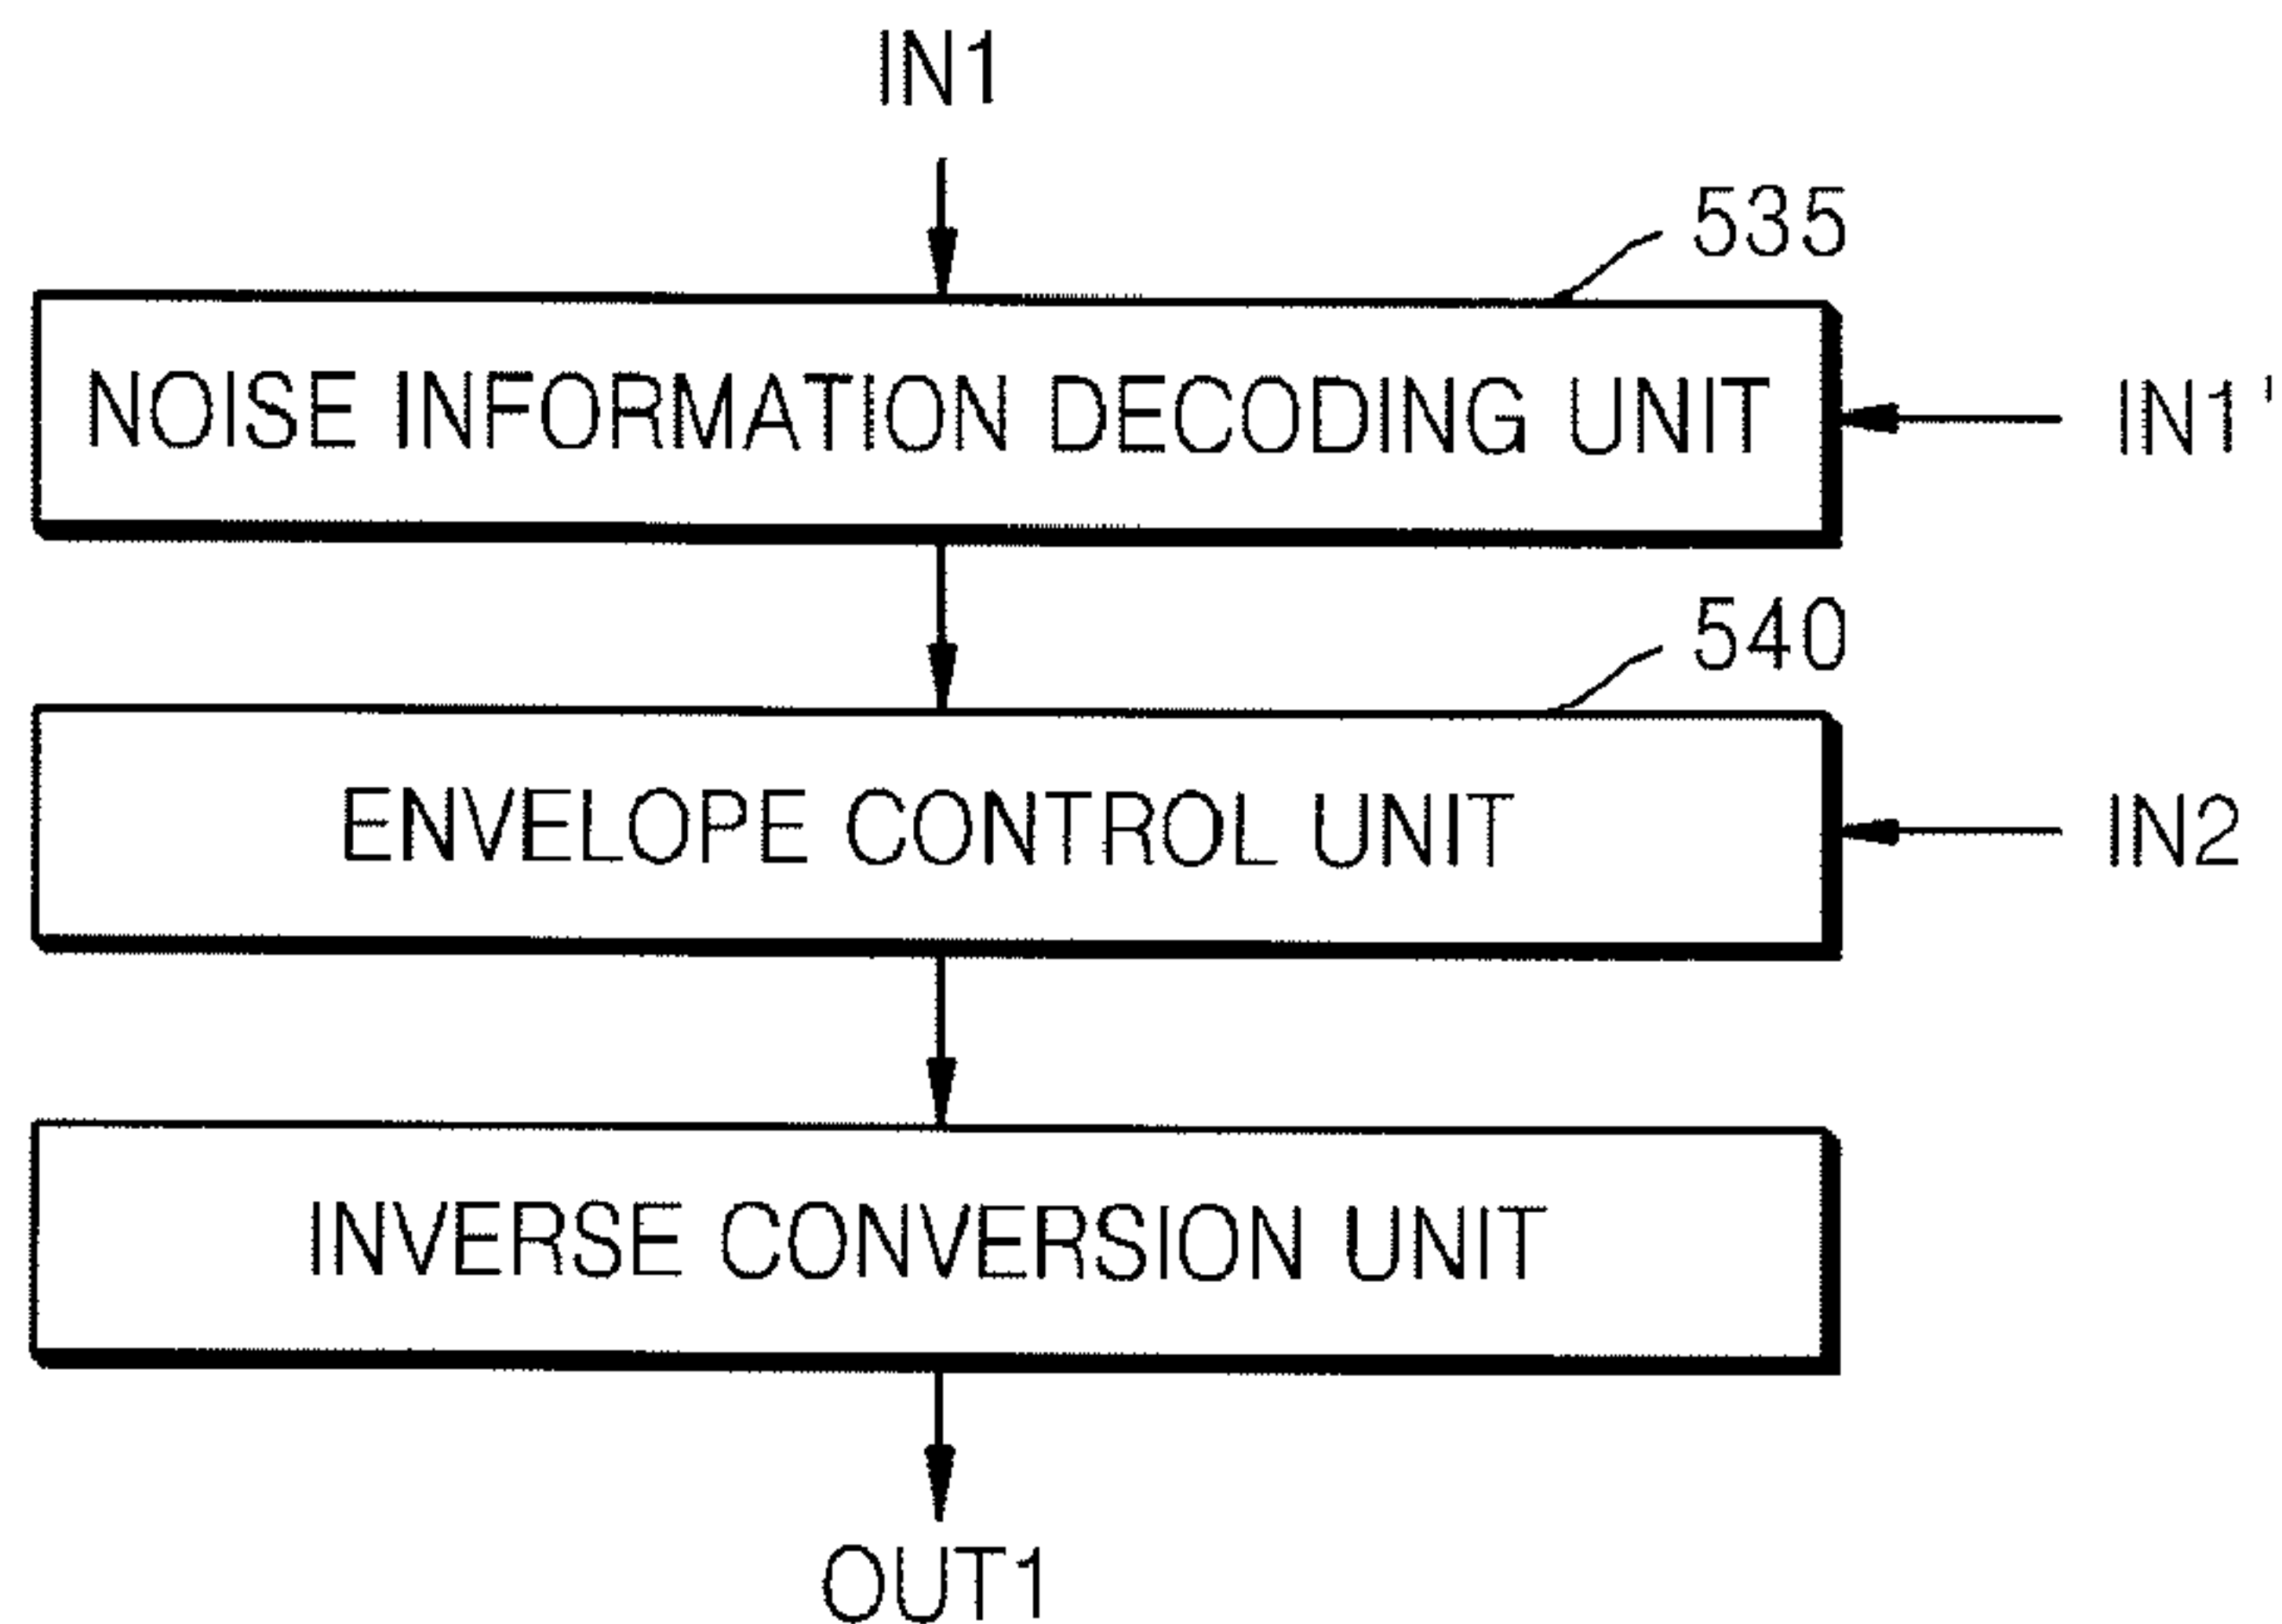 IN1
535
NOISE INFORMATION DECODING UNIT
IN1'
540
ENVELOPE CONTROL UNIT
IN2
INVERSE CONVERSION UNIT
OUT1